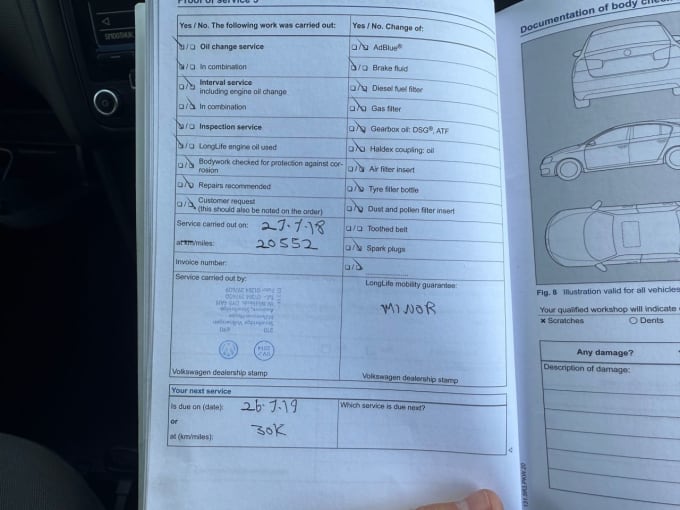 Proof of service 3
Yes / No. The following work was carried out:
Yes / No. Change of:
Oil change service
AdBlue®
In combination
Brake fluid
Interval service
including engine oil change
Diesel fuel filter
In combination
Gas filter
Inspection service
Gearbox oil: DSG®, ATF
LongLife engine oil used
Haldex coupling: oil
Bodywork checked for protection against cor-
rosion
Air filter insert
Repairs recommended
Tyre filler bottle
Customer request
(this should also be noted on the order)
Dust and pollen filter insert
Service carried out on: 27.7.18
Toothed belt
at km/miles: 20552
Spark plugs
Invoice number:
Service carried out by:
LongLife mobility guarantee:
MINOR
Volkswagen dealership stamp
Volkswagen dealership stamp
Your next service
Is due on (date): 26.7.19
Which service is due next?
or
at (km/miles): 30K
Documentation of body
Fig. 8 Illustration valid for all vehicles
Your qualified workshop will indicate
× Scratches
O Dents
Any damage?
Description of damage: